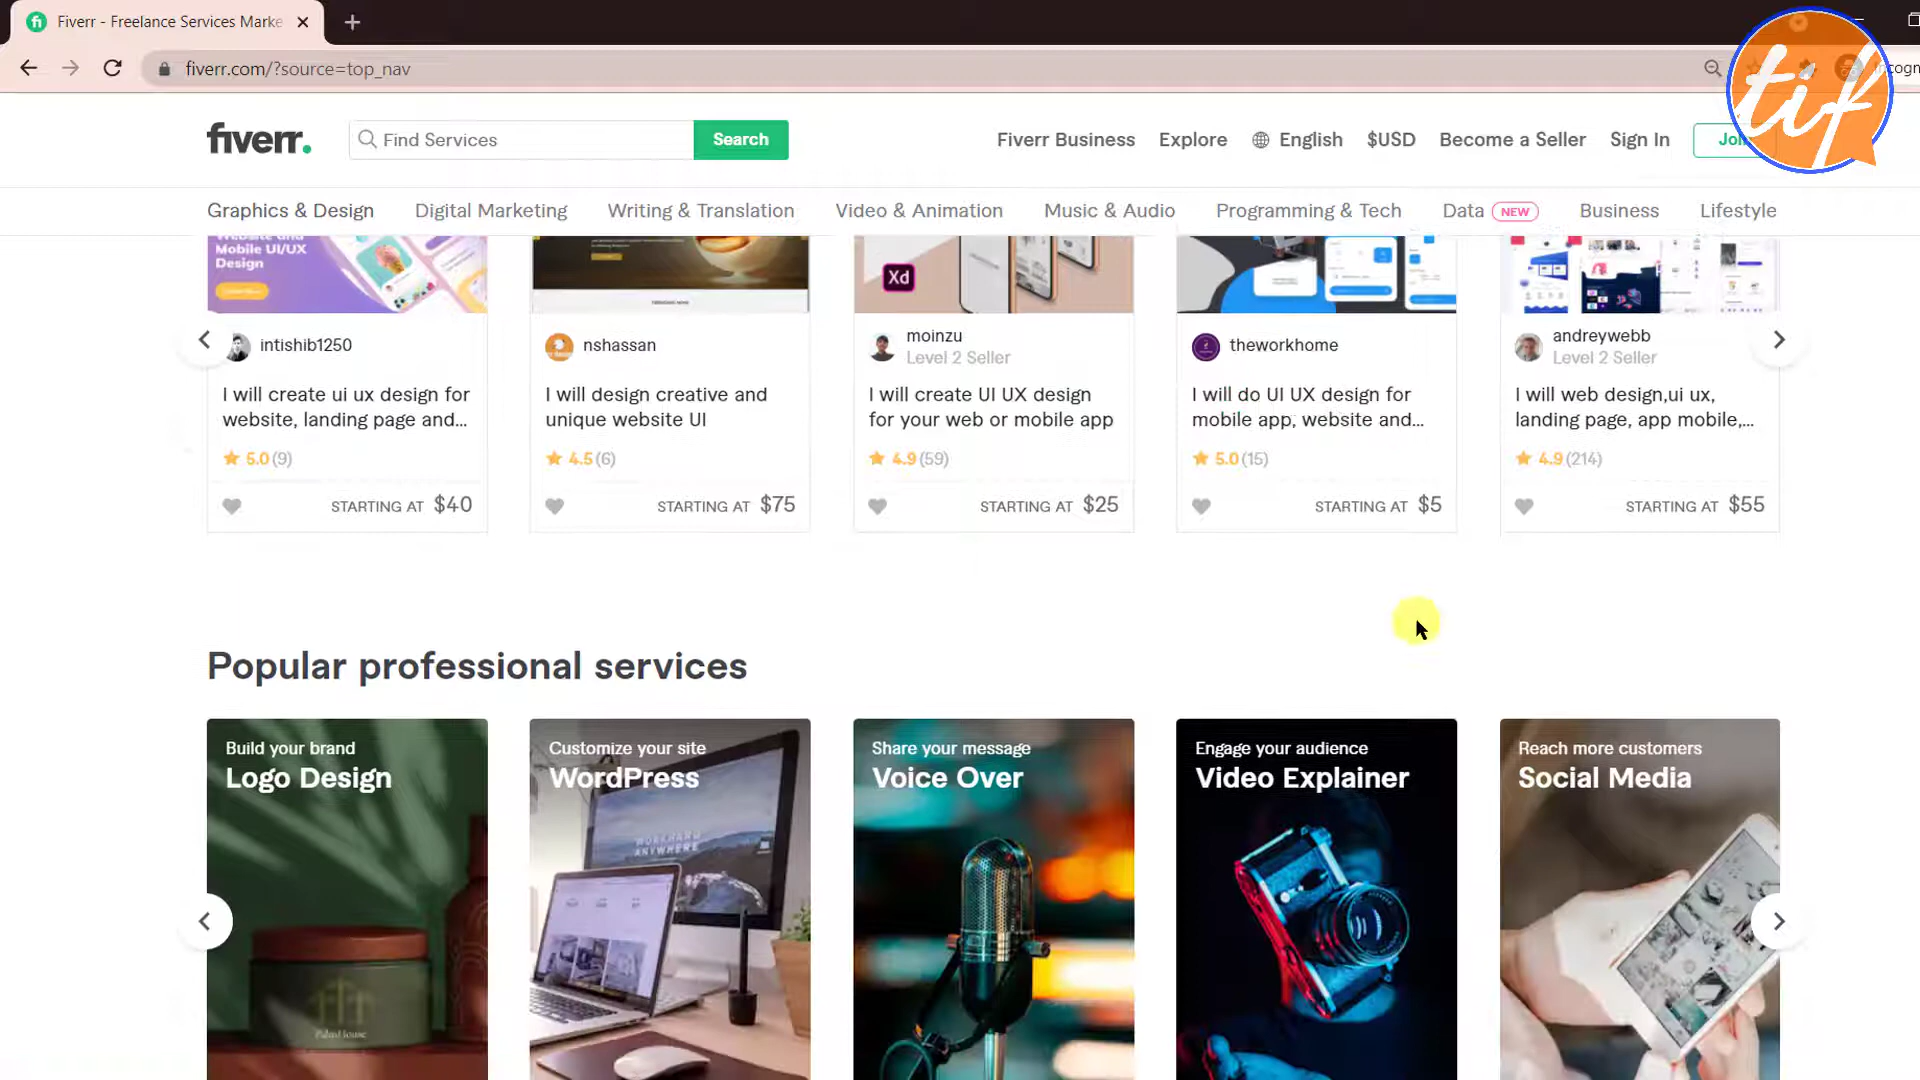 Fiverr - Freelance Services Marke
fiverr.com/?source=top_nav
Incogn
tif
fiverr.
Find Services
Search
Fiverr Business
Explore
English
$USD
Become a Seller
Sign In
Graphics & Design
Digital Marketing
Writing & Translation
Video & Animation
Music & Audio
Programming & Tech
Data NEW
Business
Lifestyle
Website and
Mobile UI/UX
Design
Xd
intishib1250
I will create ui ux design for
website, landing page and...
5.0(9)
STARTING AT $40
nshassan
I will design creative and
unique website UI
4.5(6)
STARTING AT $75
moinzu
Level 2 Seller
I will create UI UX design
for your web or mobile app
4.9(59)
STARTING AT $25
theworkhome
I will do UI UX design for
mobile app, website and...
5.0(15)
STARTING AT $5
andreywebb
Level 2 Seller
I will web design,ui ux,
landing page, app mobile,...
4.9(214)
STARTING AT $55
Popular professional services
Build your brand
Logo Design
Customize your site
WordPress
WORK HARD
ANYWHERE
Share your message
Voice Over
Engage your audience
Video Explainer
Reach more customers
Social Media